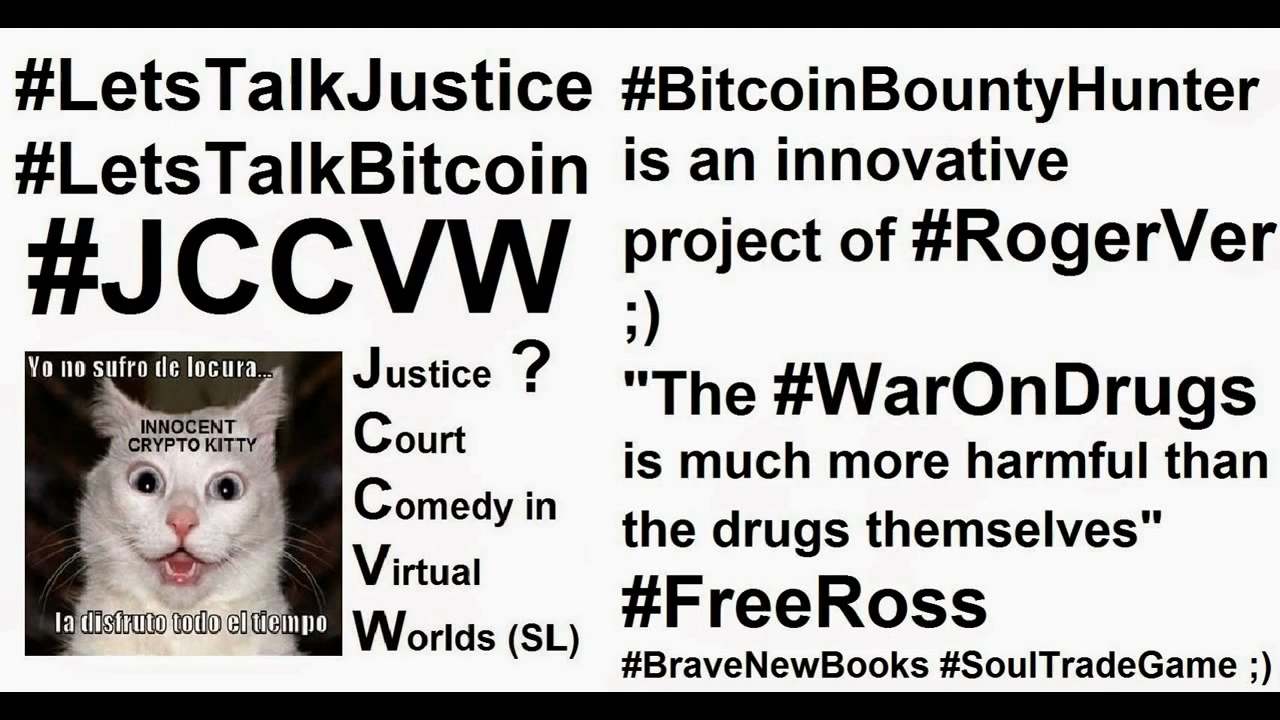 #LetsTalkJustice
#LetsTalkBitcoin
#JCCVW
Yo no sufro de locura...
INNOCENT
CRYPTO KITTY
la disfruto todo el tiempo
Justice ?
Court
Comedy in
Virtual
Worlds (SL)
#BitcoinBountyHunter
is an innovative
project of #RogerVer
;)
"The #WarOnDrugs
is much more harmful than
the drugs themselves"
#FreeRoss
#BraveNewBooks #SoulTradeGame ;)